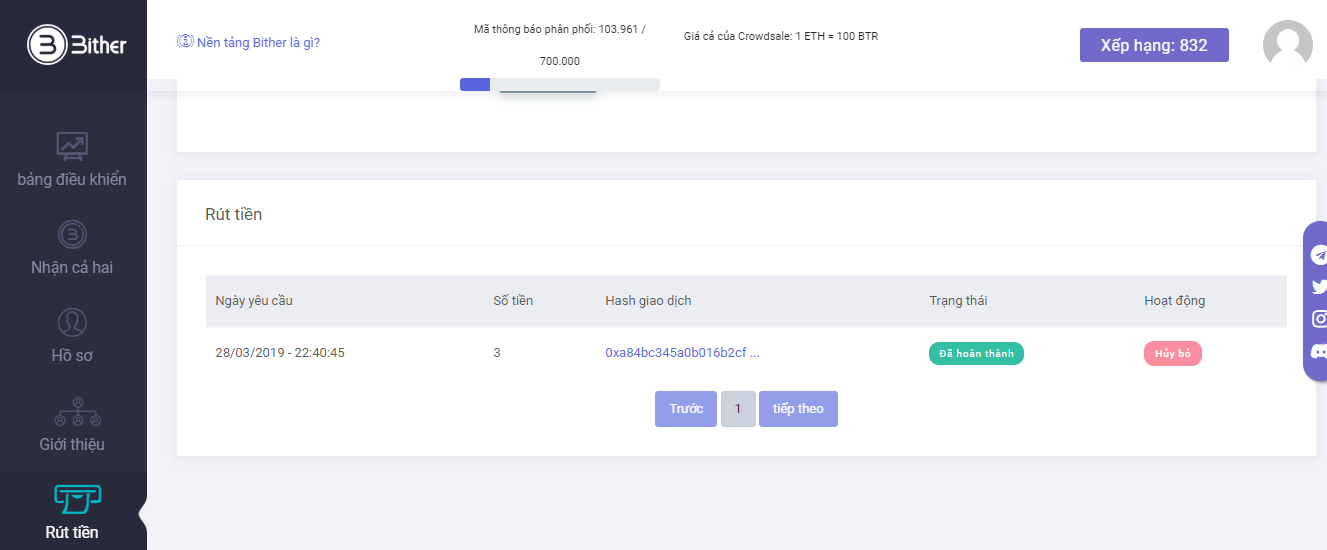 Bither
Nền tảng Bither là gì?
Mã thông báo phân phối: 103.961 /
700.000
Giá cả của Crowdsale: 1 ETH = 100 BTR
Xếp hạng: 832
bảng điều khiển
Nhận cả hai
Hồ sơ
Giới thiệu
Rút tiền
Rút tiền
Ngày yêu cầu Số tiền Hash giao dịch Trạng thái Hoạt động
28/03/2019 - 22:40:45 3 0xa84bc345a0b016b2cf ... Đã hoàn thành Hủy bỏ
Trước 1 tiếp theo